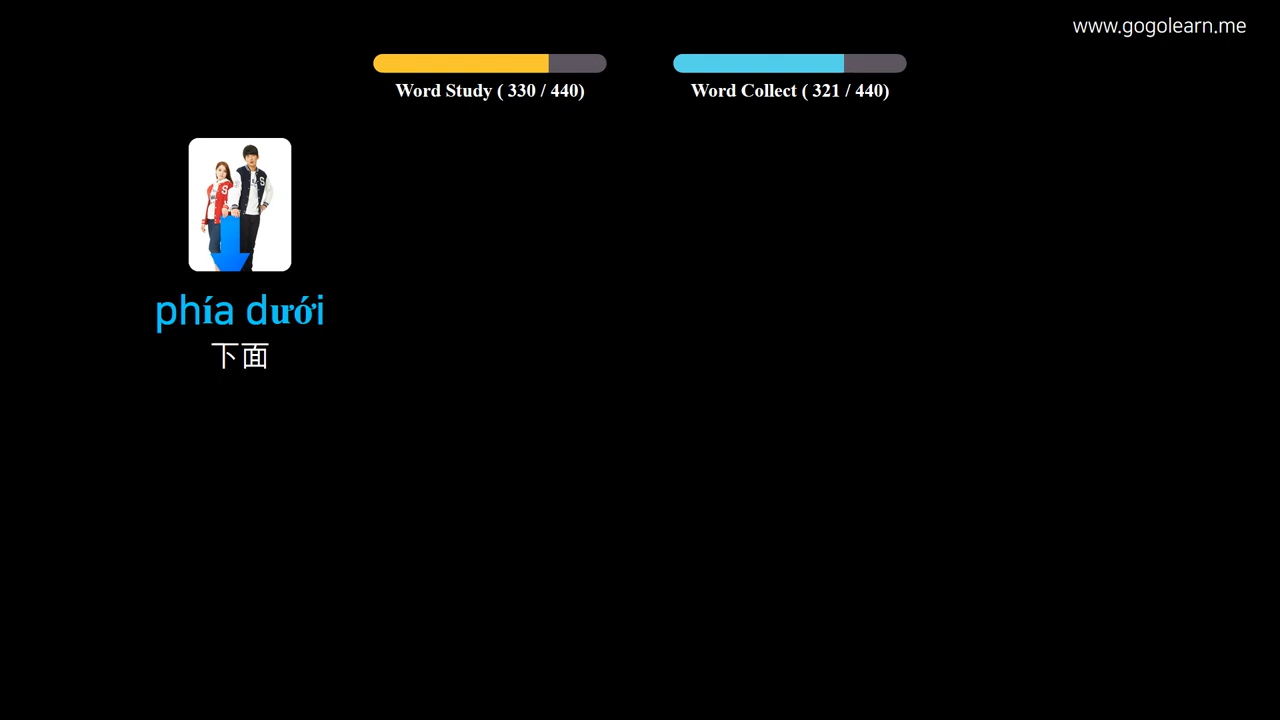 www.gogolearn.me
Word Study ( 330 / 440)
Word Collect ( 321 / 440)
phía dưới
下面